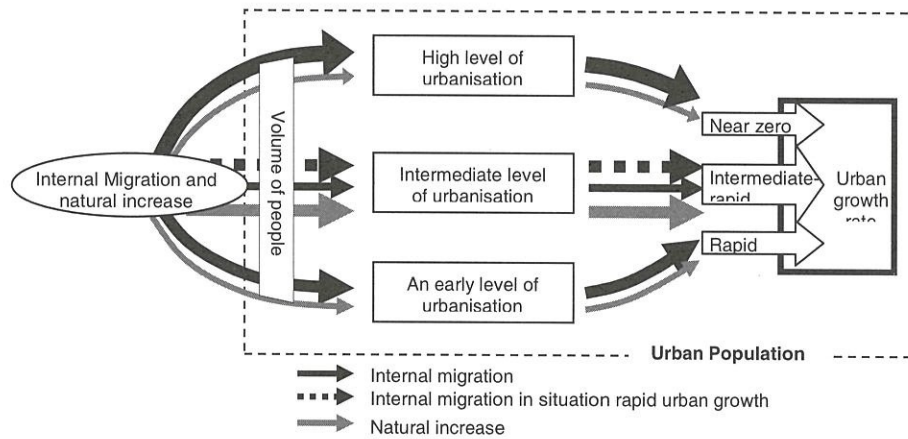 High level of
urbanisation
Near zero
Volume of people
Internal Migration and
natural increase
Intermediate level
of urbanisation
Intermediate-
rapid
Urban
growth
rate
An early level of
urbanisation
Rapid
Urban Population
Internal migration
Internal migration in situation rapid urban growth
Natural increase